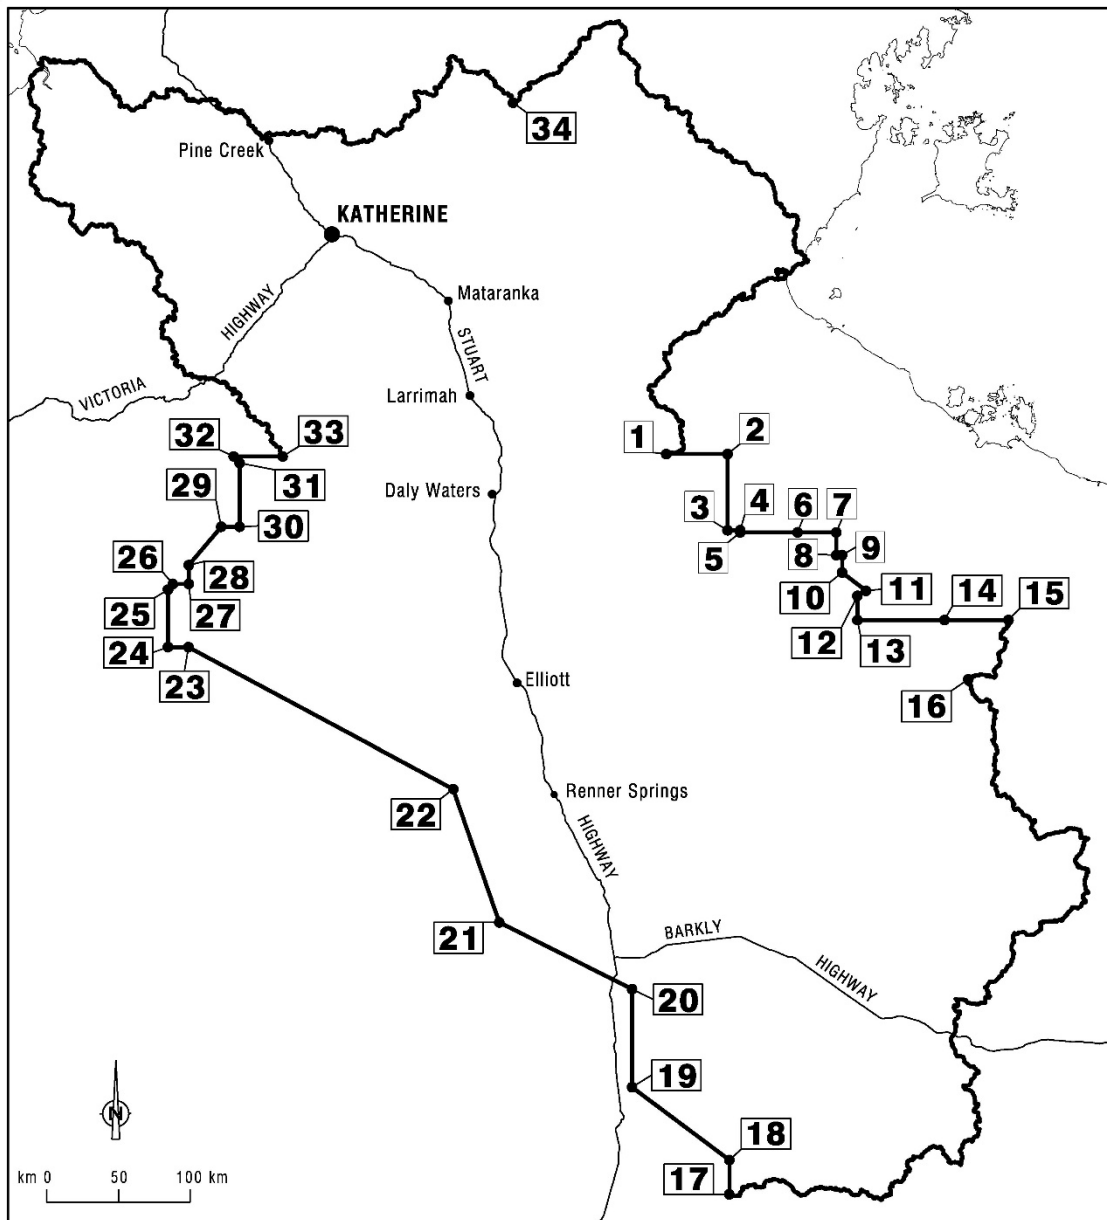 34
Pine Creek
KATHERINE
Mataranka
HIGHWAY
STUART
VICTORIA
Larrimah
32
33
1
2
31
29
Daly Waters
3
4
6
7
30
5
8
9
26
28
10
11
14
15
25
27
12
24
13
23
Elliott
16
22
Renner Springs
HIGHWAY
21
BARKLY
HIGHWAY
20
19
N
18
km 0
50
100 km
17